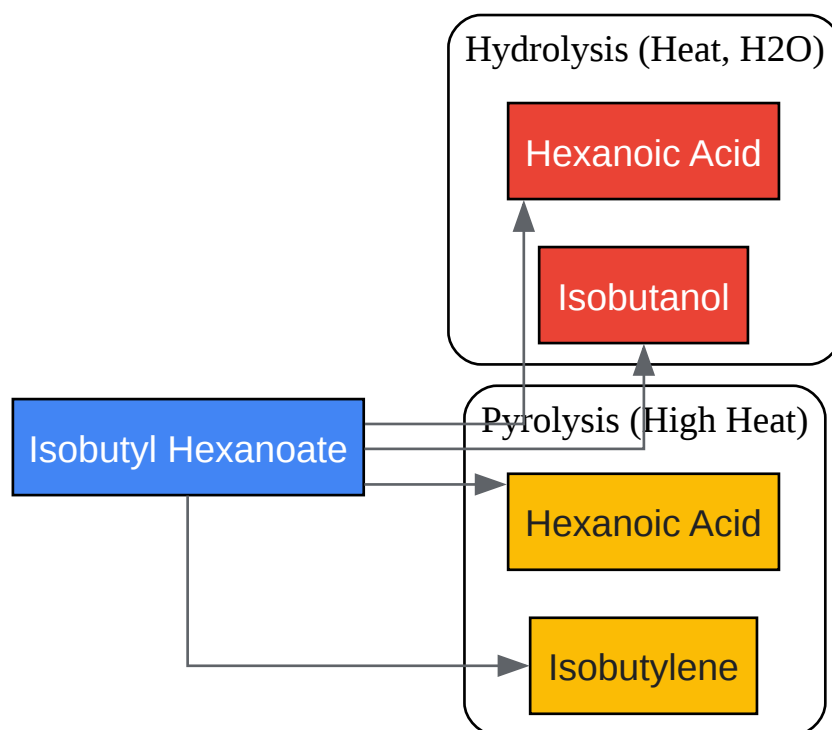 Hydrolysis (Heat, H2O)
Hexanoic Acid
Isobutanol
Isobutyl Hexanoate
Pyrolysis (High Heat)
Hexanoic Acid
Isobutylene